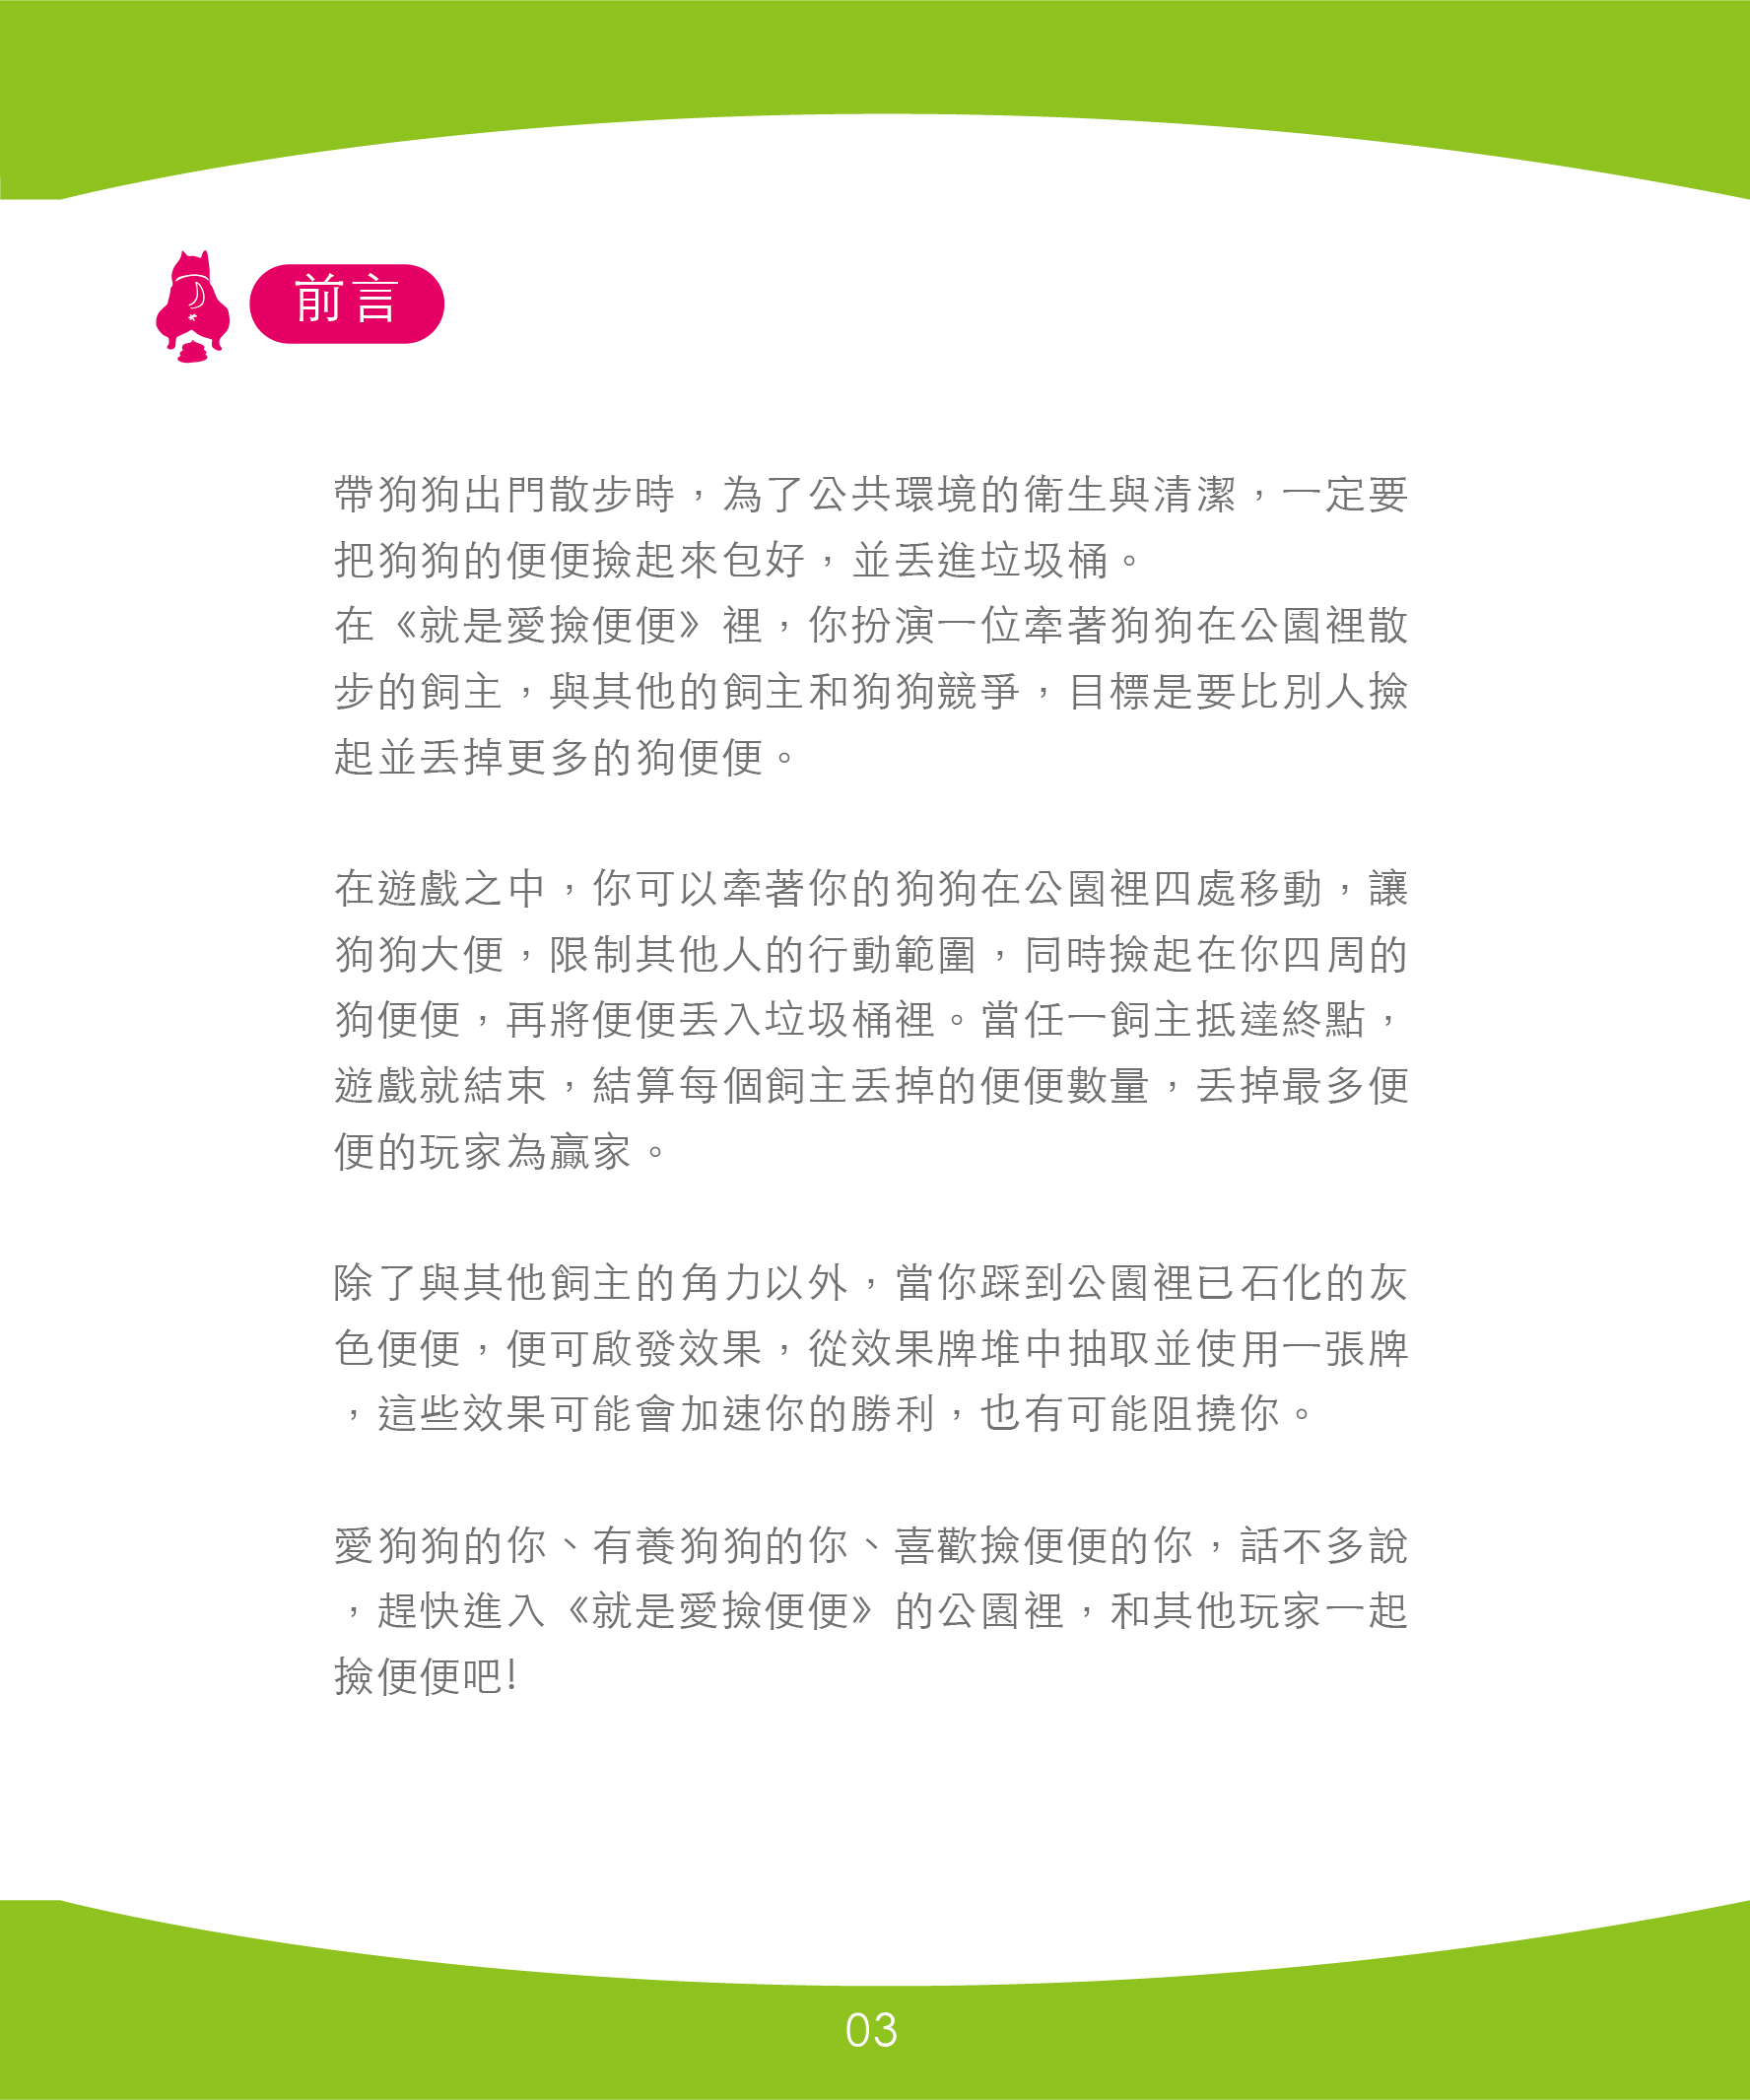 前言
帶狗狗出門散步時，為了公共環境的衛生與清潔，一定要
把狗狗的便便撿起來包好，並丟進垃圾桶。
在《就是愛撿便便》裡，你扮演一位牽著狗狗在公園裡散
步的飼主，與其他的飼主和狗狗競爭，目標是要比別人撿
起並丟掉更多的狗便便。
在遊戲之中，你可以牽著你的狗狗在公園裡四處移動，讓
狗狗大便，限制其他人的行動範圍，同時撿起在你四周的
狗便便，再將便便丟入垃圾桶裡。當任一飼主抵達終點，
遊戲就結束，結算每個飼主丟掉的便便數量，丟掉最多便
便的玩家為贏家。
除了與其他飼主的角力以外，當你踩到公園裡已石化的灰
色便便，便可啟發效果，從效果牌堆中抽取並使用一張牌
，這些效果可能會加速你的勝利，也有可能阻撓你。
愛狗狗的你、有養狗狗的你、喜歡撿便便的你，話不多說
，趕快進入《就是愛撿便便》的公園裡，和其他玩家一起
撿便便吧!
03